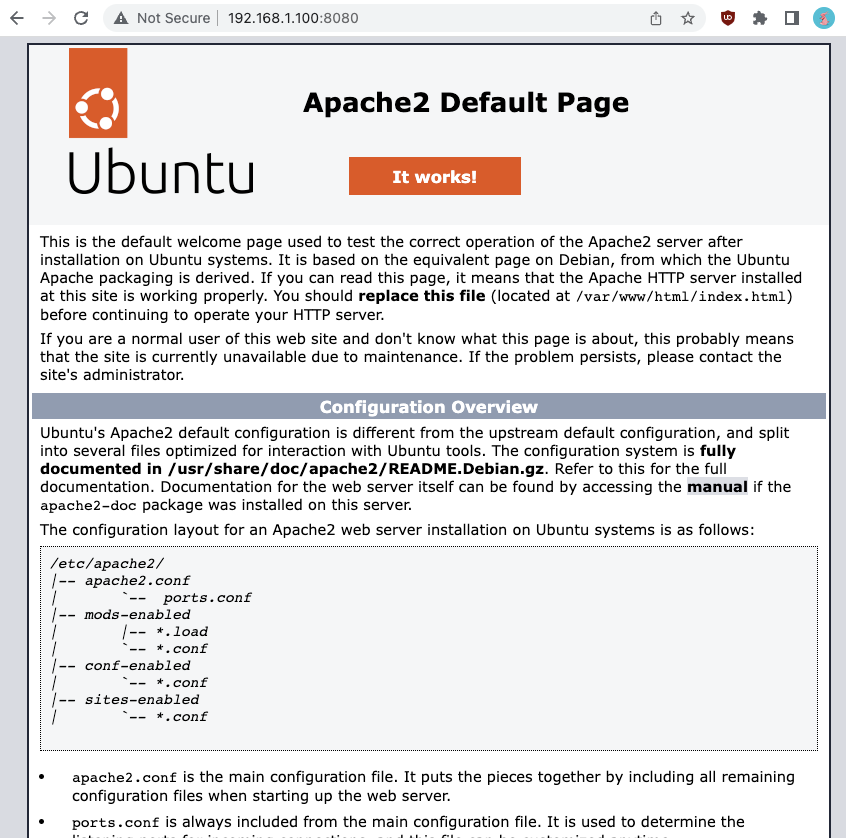 Not Secure | 192.168.1.100:8080
Apache2 Default Page
Ubuntu
It works!
This is the default welcome page used to test the correct operation of the Apache2 server after
installation on Ubuntu systems. It is based on the equivalent page on Debian, from which the Ubuntu
Apache packaging is derived. If you can read this page, it means that the Apache HTTP server installed
at this site is working properly. You should replace this file (located at /var/www/html/index.html)
before continuing to operate your HTTP server.
If you are a normal user of this web site and don't know what this page is about, this probably means
that the site is currently unavailable due to maintenance. If the problem persists, please contact the
site's administrator.
Configuration Overview
Ubuntu's Apache2 default configuration is different from the upstream default configuration, and split
into several files optimized for interaction with Ubuntu tools. The configuration system is fully
documented in /usr/share/doc/apache2/README.Debian.gz. Refer to this for the full
documentation. Documentation for the web server itself can be found by accessing the manual if the
apache2-doc package was installed on this server.
The configuration layout for an Apache2 web server installation on Ubuntu systems is as follows:
/etc/apache2/
|-- apache2.conf
|       `--  ports.conf
|-- mods-enabled
|       |-- *.load
|       `-- *.conf
|-- conf-enabled
|       `-- *.conf
|-- sites-enabled
|       `-- *.conf
• apache2.conf is the main configuration file. It puts the pieces together by including all remaining
configuration files when starting up the web server.
• ports.conf is always included from the main configuration file. It is used to determine the